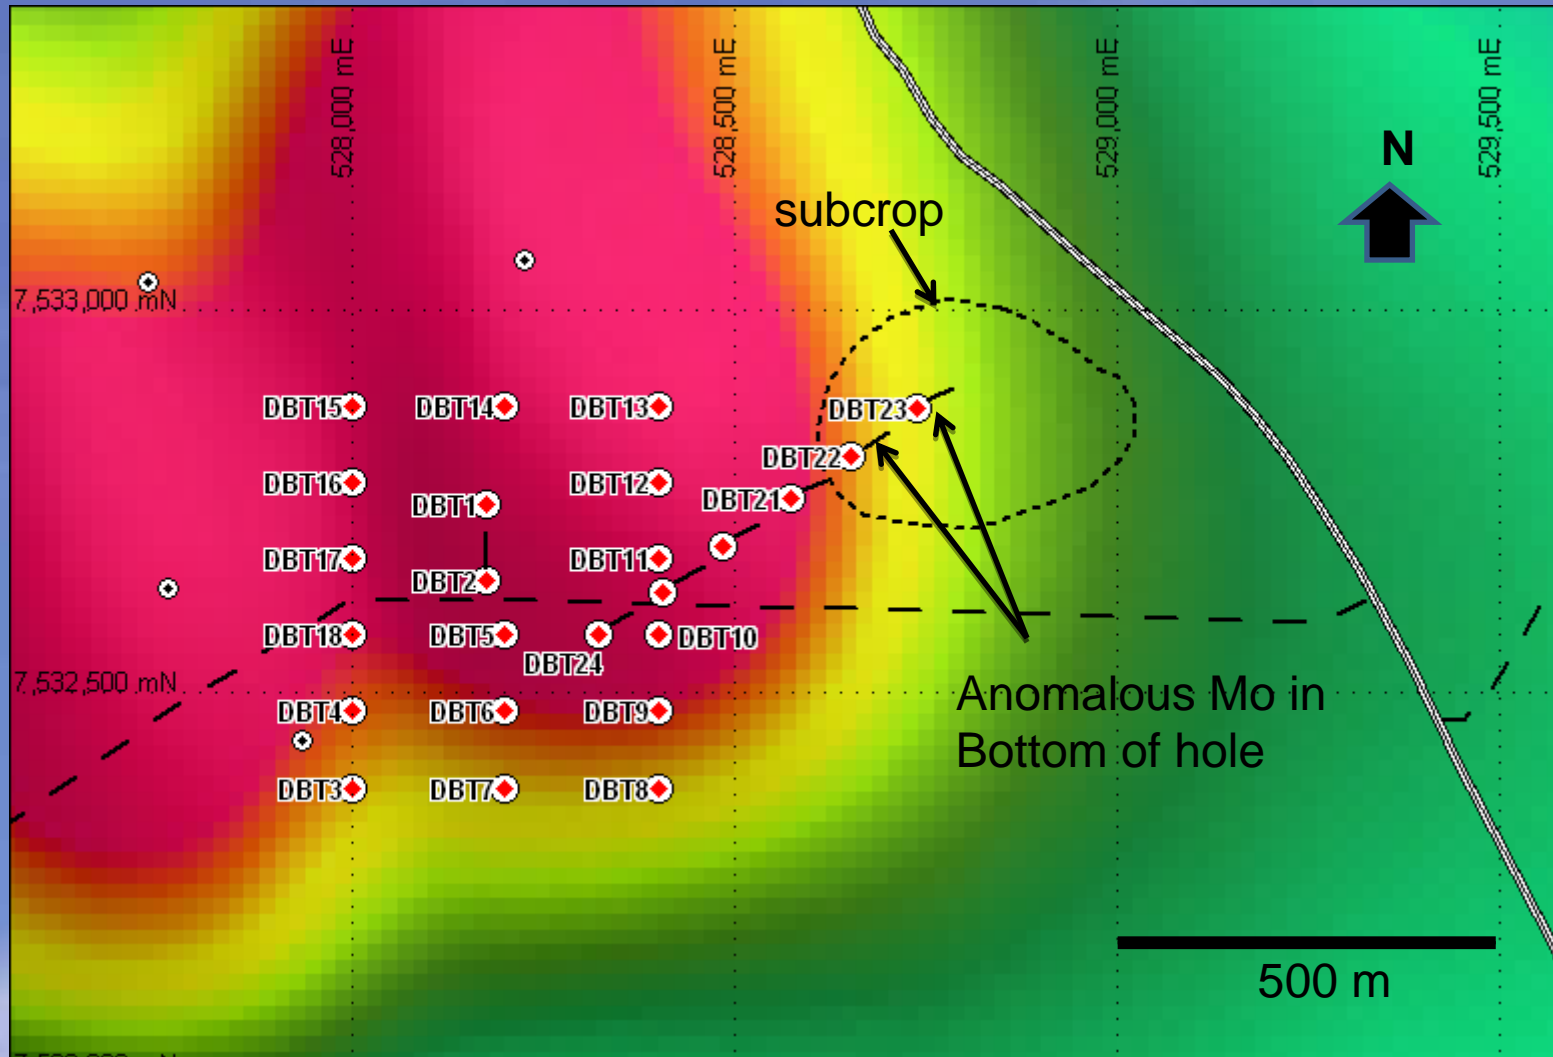 528,000 mE
528,500 mE
529,000 mE
529,500 mE
N
subcrop
7,533,000 mN
DBT15
DBT14
DBT13
DBT23
DBT22
DBT16
DBT12
DBT1
DBT21
DBT17
DBT2
DBT11
DBT18
DBT5
DBT10
DBT24
7,532,500 mN
DBT4
DBT6
DBT9
Anomalous Mo in
Bottom of hole
DBT3
DBT7
DBT8
500 m